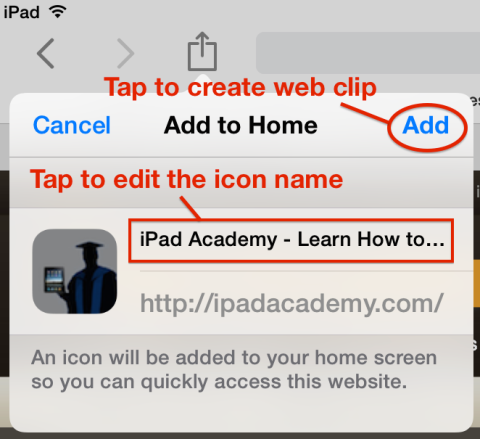 iPad
Tap to create web clip
Cancel
Add to Home
Add
Tap to edit the icon name
iPad Academy - Learn How to...
http://ipadacademy.com/
An icon will be added to your home screen
so you can quickly access this website.